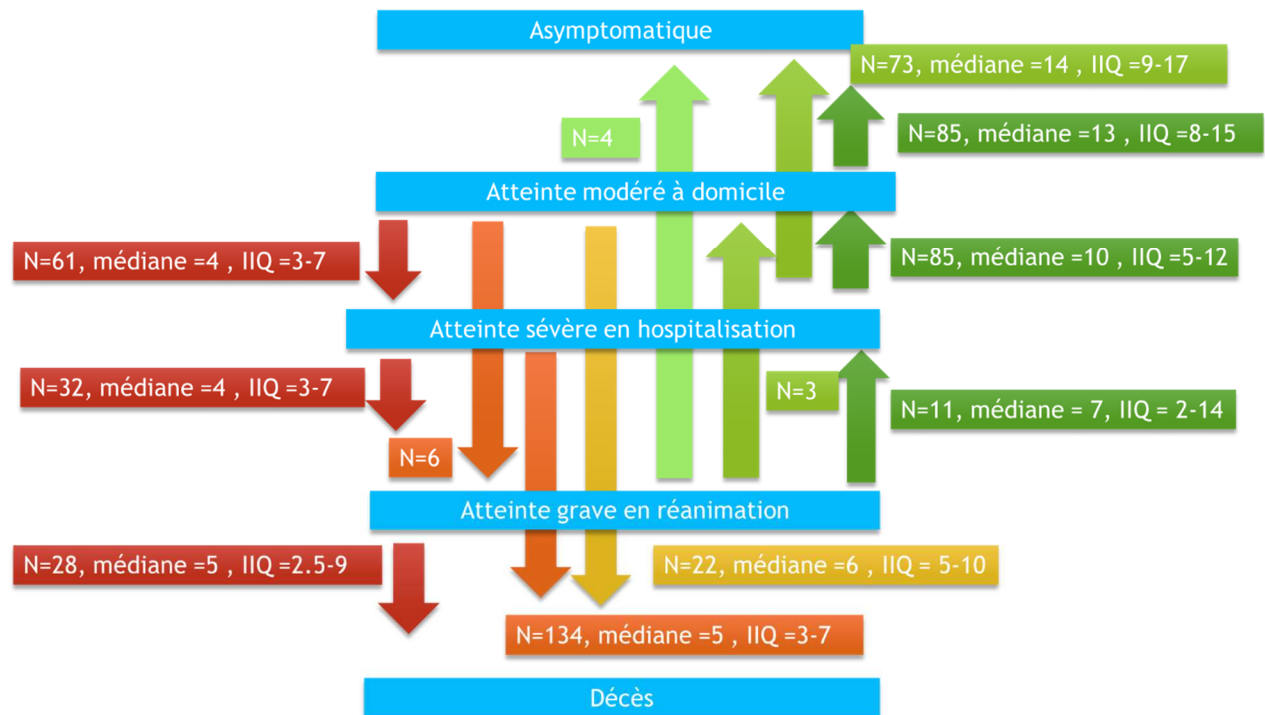 Asymptomatique
N=73, médiane =14 , IIQ =9-17
N=4
N=85, médiane =13 , IIQ =8-15
Atteinte modéré à domicile
N=61, médiane =4 , IIQ =3-7
N=85, médiane =10 , IIQ =5-12
Atteinte sévère en hospitalisation
N=32, médiane =4 , IIQ =3-7
N=3
N=11, médiane = 7, IIQ = 2-14
N=6
Atteinte grave en réanimation
N=28, médiane =5 , IIQ =2.5-9
N=22, médiane =6 , IIQ = 5-10
N=134, médiane =5 , IIQ =3-7
Décès